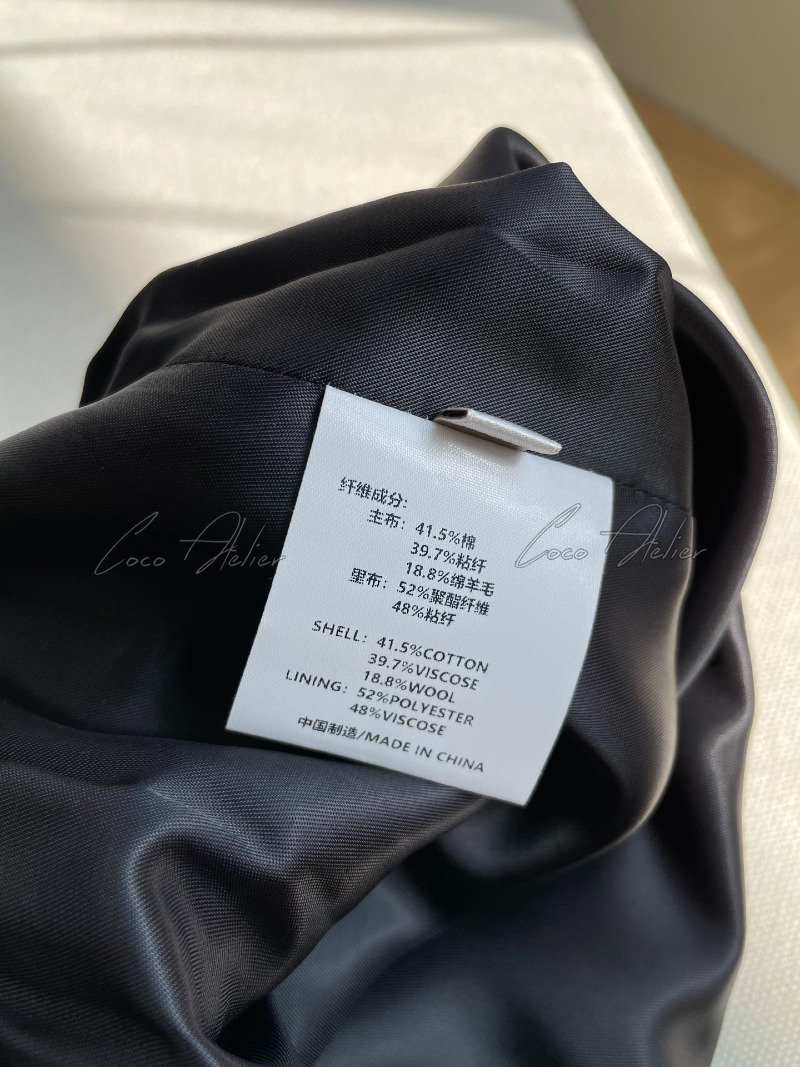 纤维成分:
主布: 41.5%棉
39.7%粘纤
18.8%绵羊毛
里布: 52%聚酯纤维
48%粘纤
SHELL: 41.5%COTTON
39.7%VISCOSE
18.8%WOOL
LINING: 52%POLYESTER
48%VISCOSE
中国制造/MADE IN CHINA
Coco Atelier
Coco Atelier